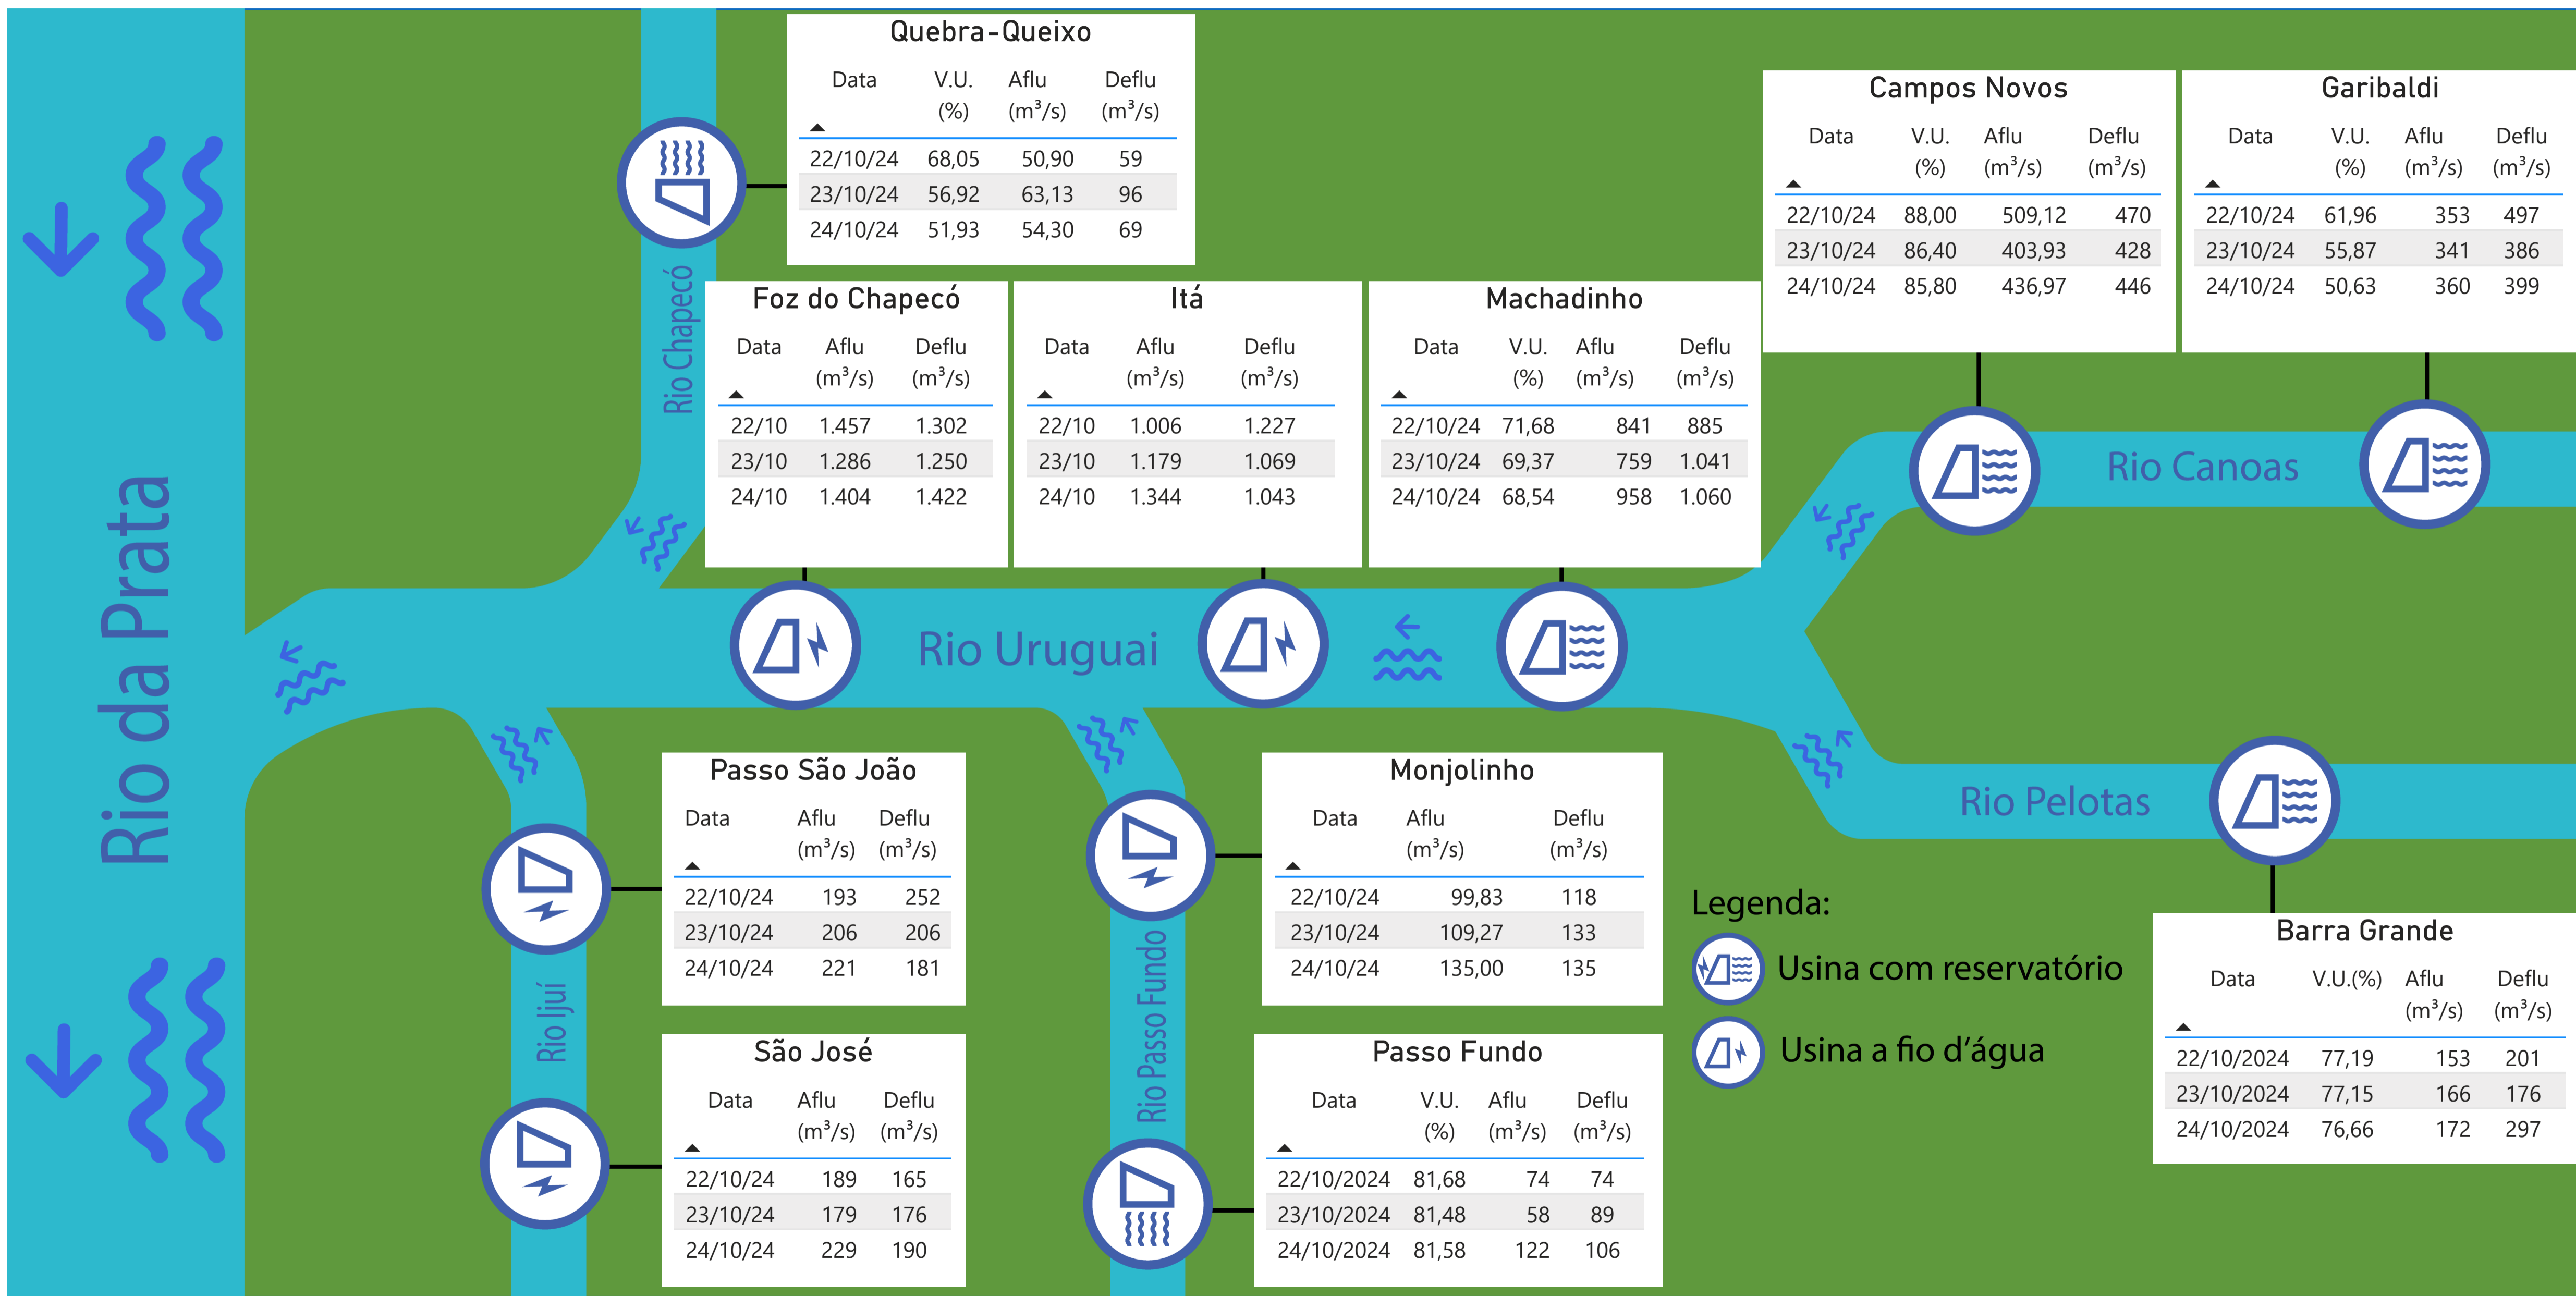 Quebra-Queixo
Data V.U. (%) Aflu (m³/s) Deflu (m³/s)
22/10/24 68,05 50,90 59
23/10/24 56,92 63,13 96
24/10/24 51,93 54,30 69
Campos Novos
Data V.U. (%) Aflu (m³/s) Deflu (m³/s)
22/10/24 88,00 509,12 470
23/10/24 86,40 403,93 428
24/10/24 85,80 436,97 446
Garibaldi
Data V.U. (%) Aflu (m³/s) Deflu (m³/s)
22/10/24 61,96 353 497
23/10/24 55,87 341 386
24/10/24 50,63 360 399
Rio Chapecó
Foz do Chapecó
Data Aflu (m³/s) Deflu (m³/s)
22/10 1.457 1.302
23/10 1.286 1.250
24/10 1.404 1.422
Itá
Data Aflu (m³/s) Deflu (m³/s)
22/10 1.006 1.227
23/10 1.179 1.069
24/10 1.344 1.043
Machadinho
Data V.U. (%) Aflu (m³/s) Deflu (m³/s)
22/10/24 71,68 841 885
23/10/24 69,37 759 1.041
24/10/24 68,54 958 1.060
Rio Canoas
Rio da Prata
Rio Uruguai
Rio Pelotas
Passo São João
Data Aflu (m³/s) Deflu (m³/s)
22/10/24 193 252
23/10/24 206 206
24/10/24 221 181
Monjolinho
Data Aflu (m³/s) Deflu (m³/s)
22/10/24 99,83 118
23/10/24 109,27 133
24/10/24 135,00 135
Legenda:
Usina com reservatório
Usina a fio d'água
Rio Ijuí
Rio Passo Fundo
São José
Data Aflu (m³/s) Deflu (m³/s)
22/10/24 189 165
23/10/24 179 176
24/10/24 229 190
Passo Fundo
Data V.U. (%) Aflu (m³/s) Deflu (m³/s)
22/10/2024 81,68 74 74
23/10/2024 81,48 58 89
24/10/2024 81,58 122 106
Barra Grande
Data V.U.(%) Aflu (m³/s) Deflu (m³/s)
22/10/2024 77,19 153 201
23/10/2024 77,15 166 176
24/10/2024 76,66 172 297